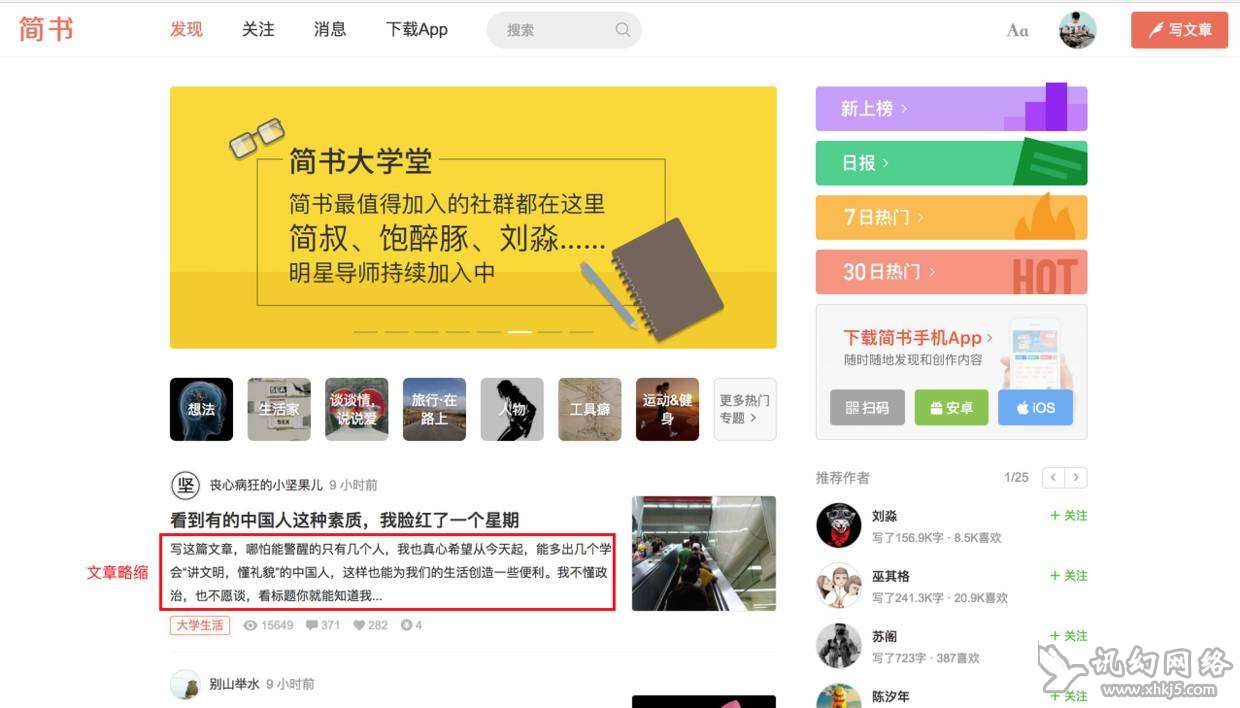 简书
发现
关注
消息
下载App
搜索
Aa
写文章
简书大学堂
简书最值得加入的社群都在这里
简叔、饱醉豚、刘淼......
明星导师持续加入中
新上榜 >
日报 >
7日热门 >
30日热门 >
HOT
下载简书手机App >
随时随地发现和创作内容
扫码
安卓
iOS
想法
生活家
谈谈情，
说说爱
旅行·在
路上
人物
工具癖
运动&健
身
更多热门
专题 >
坚
丧心病狂的小坚果儿 9 小时前
看到有的中国人这种素质，我脸红了一个星期
文章略缩
写这篇文章，哪怕能警醒的只有几个人，我也真心希望从今天起，能多出几个学
会“讲文明，懂礼貌”的中国人，这样也能为我们的生活创造一些便利。我不懂政
治，也不愿谈，看标题你就能知道我...
大学生活 15649 371 282 4
别山举水 9 小时前
推荐作者
1/25
< >
刘淼
+ 关注
写了156.9K字 · 8.5K喜欢
巫其格
+ 关注
写了241.3K字 · 20.9K喜欢
苏阁
+ 关注
写了723字 · 387喜欢
陈汐年
+ 关注
讯幻网络
www.xhkj5.com